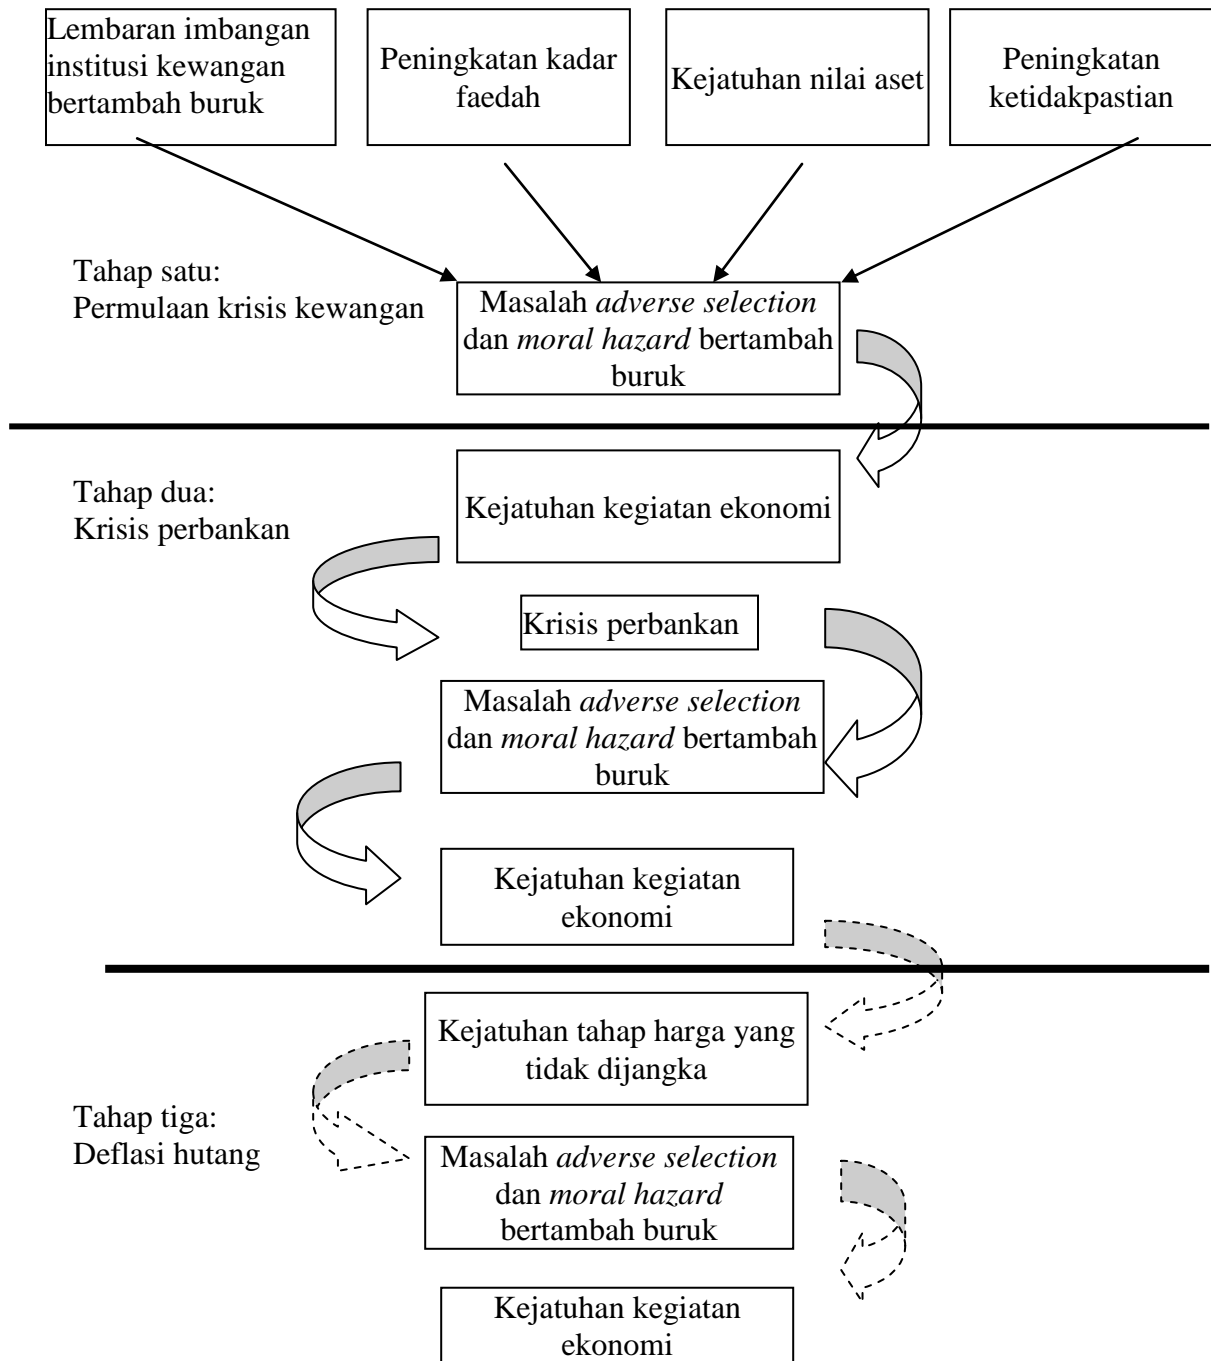 Lembaran imbangan
institusi kewangan
bertambah buruk
Peningkatan kadar
faedah
Kejatuhan nilai aset
Peningkatan
ketidakpastian
Tahap satu:
Permulaan krisis kewangan
Masalah adverse selection
dan moral hazard bertambah
buruk
Tahap dua:
Krisis perbankan
Kejatuhan kegiatan ekonomi
Krisis perbankan
Masalah adverse selection
dan moral hazard bertambah
buruk
Kejatuhan kegiatan
ekonomi
Kejatuhan tahap harga yang
tidak dijangka
Tahap tiga:
Deflasi hutang
Masalah adverse selection
dan moral hazard
bertambah buruk
Kejatuhan kegiatan
ekonomi